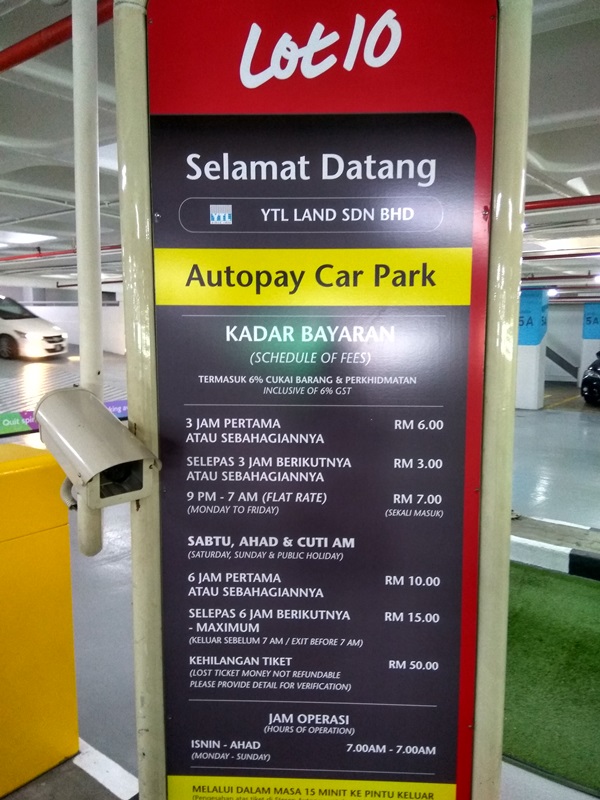 Lot10
Selamat Datang
YTL YTL LAND SDN BHD
Autopay Car Park
KADAR BAYARAN
(SCHEDULE OF FEES)
TERMASUK 6% CUKAI BARANG & PERKHIDMATAN
INCLUSIVE OF 6% GST
3 JAM PERTAMA RM 6.00
ATAU SEBAHAGIANNYA
SELEPAS 3 JAM BERIKUTNYA RM 3.00
ATAU SEBAHAGIANNYA
9 PM - 7 AM (FLAT RATE) RM 7.00
(MONDAY TO FRIDAY) (SEKALI MASUK)
SABTU, AHAD & CUTI AM
(SATURDAY, SUNDAY & PUBLIC HOLIDAY)
6 JAM PERTAMA RM 10.00
ATAU SEBAHAGIANNYA
SELEPAS 6 JAM BERIKUTNYA RM 15.00
- MAXIMUM
(KELUAR SEBELUM 7 AM / EXIT BEFORE 7 AM)
KEHILANGAN TIKET RM 50.00
(LOST TICKET MONEY NOT REFUNDABLE
PLEASE PROVIDE DETAIL FOR VERIFICATION)
JAM OPERASI
(HOURS OF OPERATION)
ISNIN - AHAD 7.00AM - 7.00AM
(MONDAY - SUNDAY)
MELALUI DALAM MASA 15 MINIT KE PINTU KELUAR
5A
5A
Quit